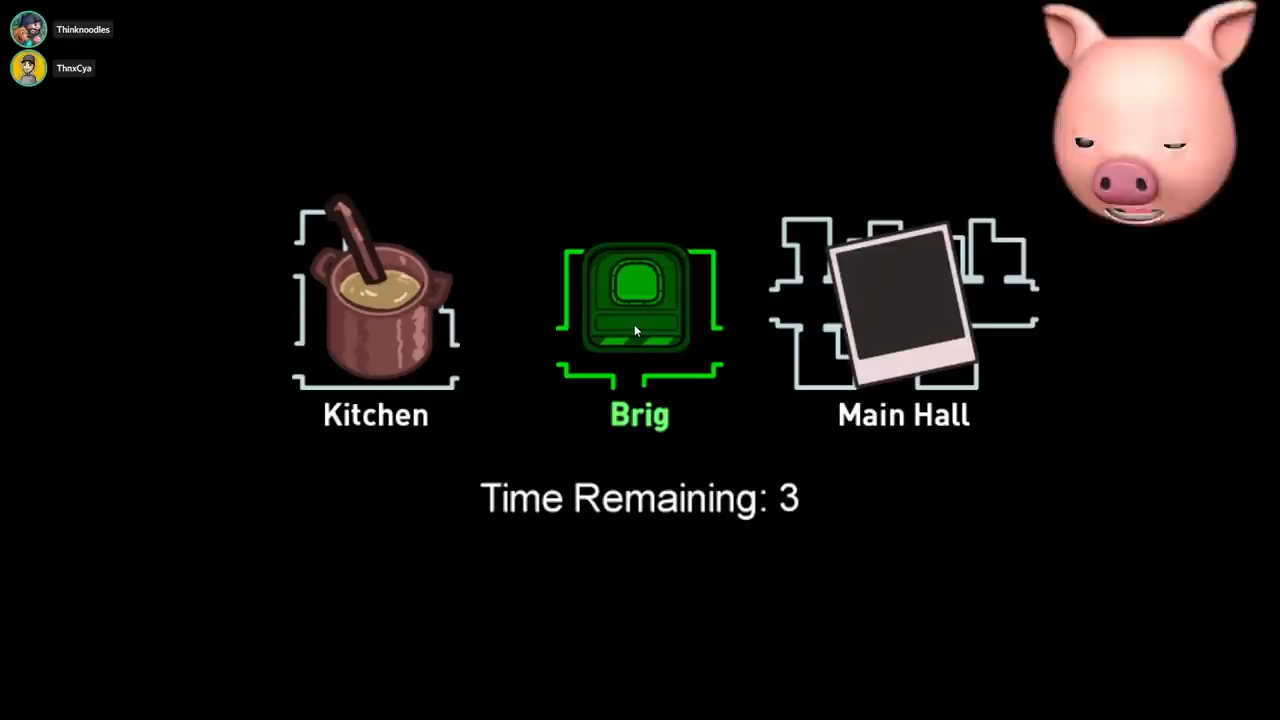 Thinknoodles
ThnxCya
Kitchen
Brig
Main Hall
Time Remaining: 3